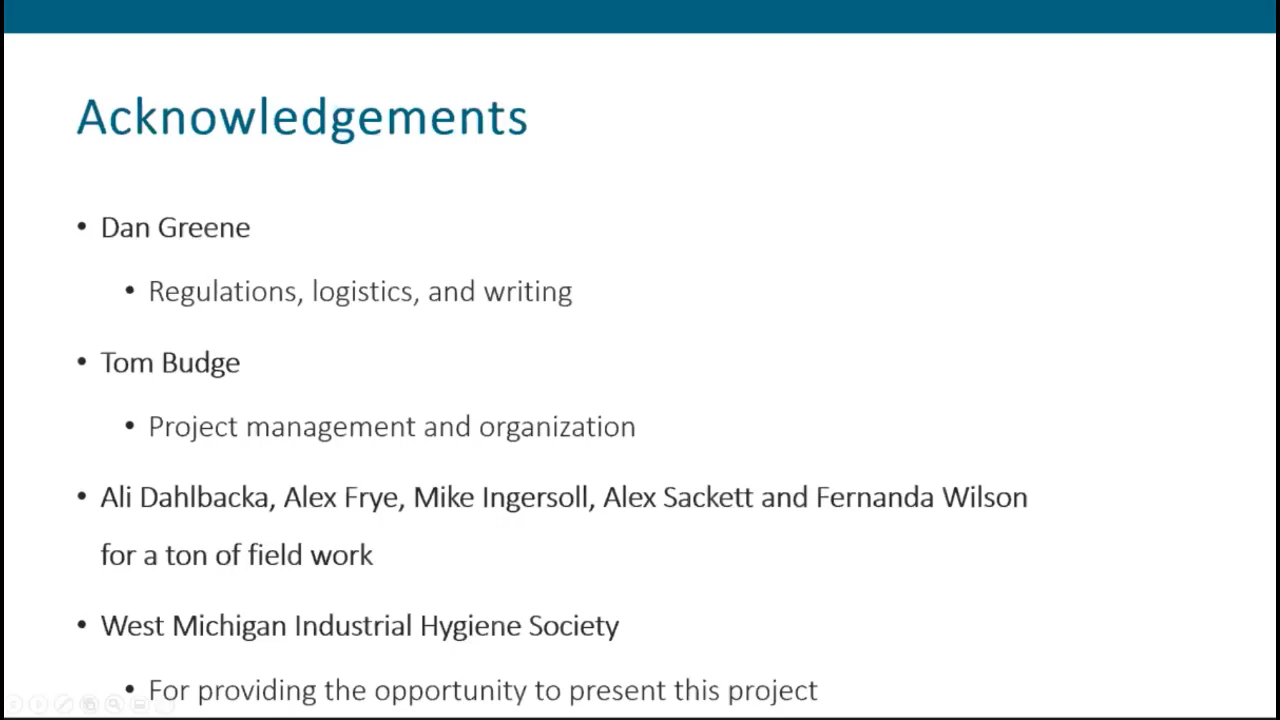 Acknowledgements
• Dan Greene
• Regulations, logistics, and writing
• Tom Budge
• Project management and organization
• Ali Dahlbacka, Alex Frye, Mike Ingersoll, Alex Sackett and Fernanda Wilson
for a ton of field work
• West Michigan Industrial Hygiene Society
• For providing the opportunity to present this project